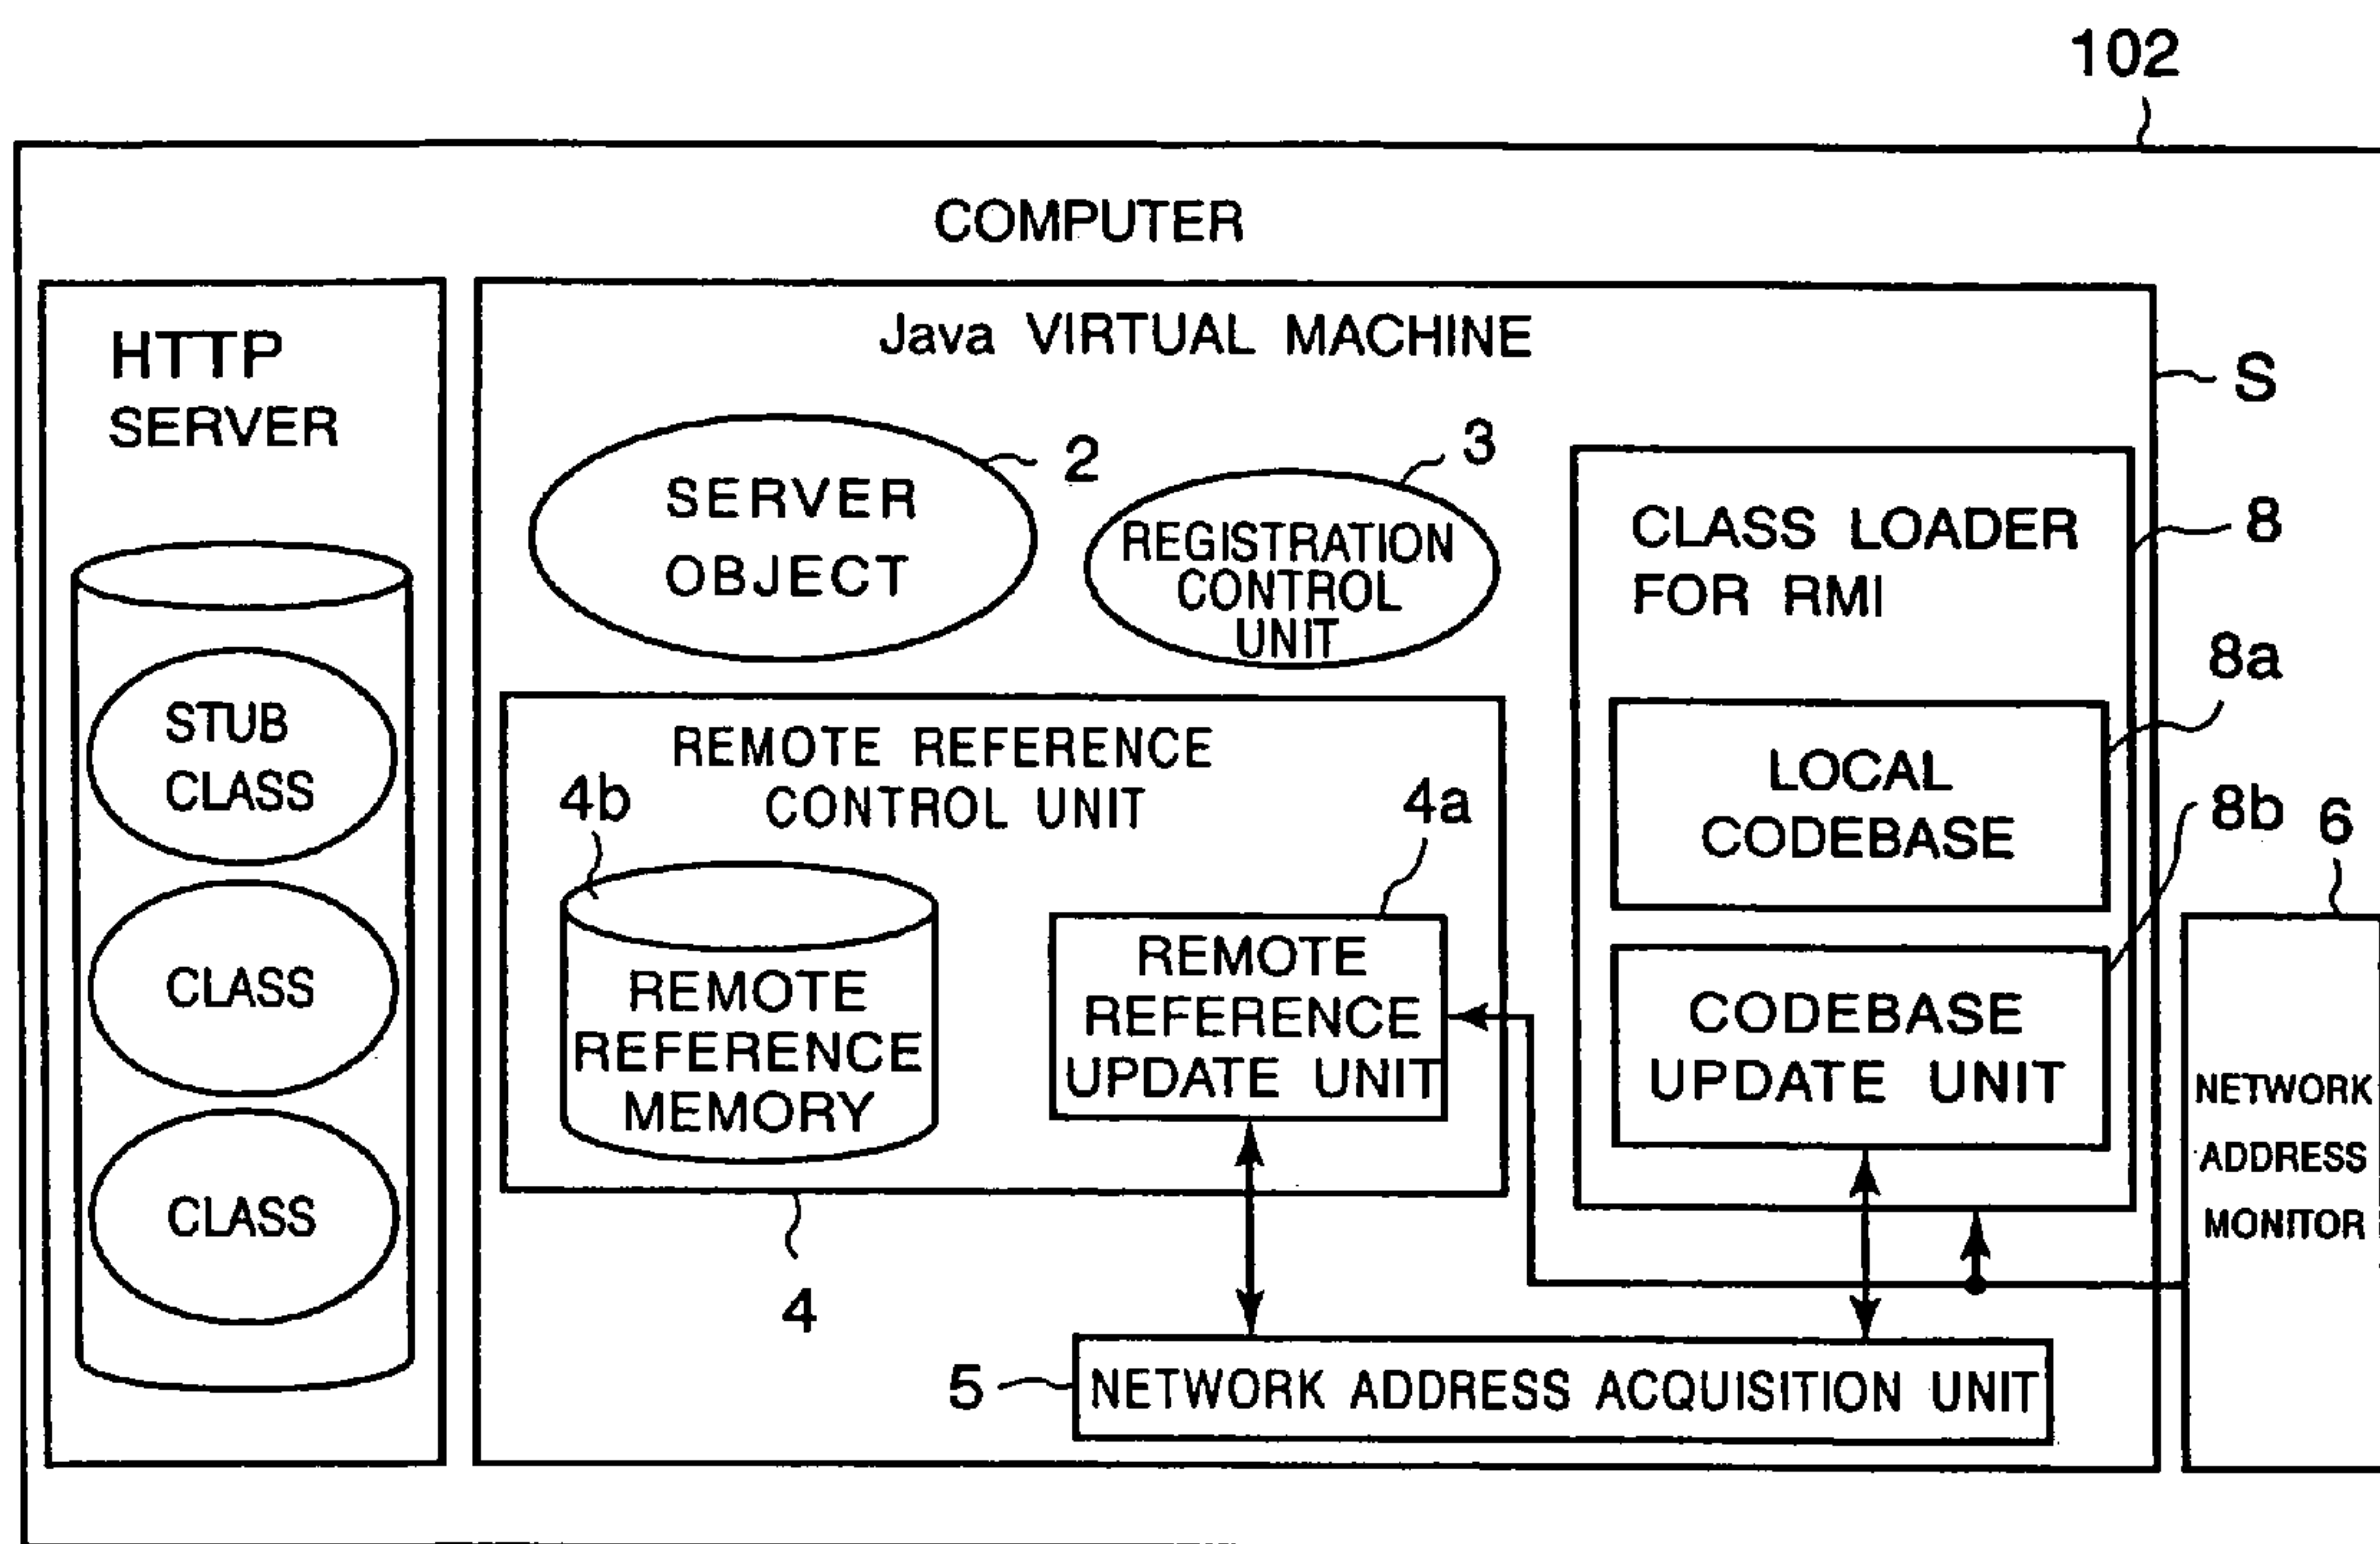 102
COMPUTER
HTTP
SERVER
STUB
CLASS
CLASS
CLASS
Java VIRTUAL MACHINE
S
SERVER
OBJECT
2
REGISTRATION
CONTROL
UNIT
3
CLASS LOADER
FOR RMI
8
LOCAL
CODEBASE
8a
CODEBASE
UPDATE UNIT
8b
REMOTE REFERENCE
CONTROL UNIT
4b
4a
REMOTE
REFERENCE
MEMORY
REMOTE
REFERENCE
UPDATE UNIT
4
5
NETWORK ADDRESS ACQUISITION UNIT
6
NETWORK
ADDRESS
MONITOR